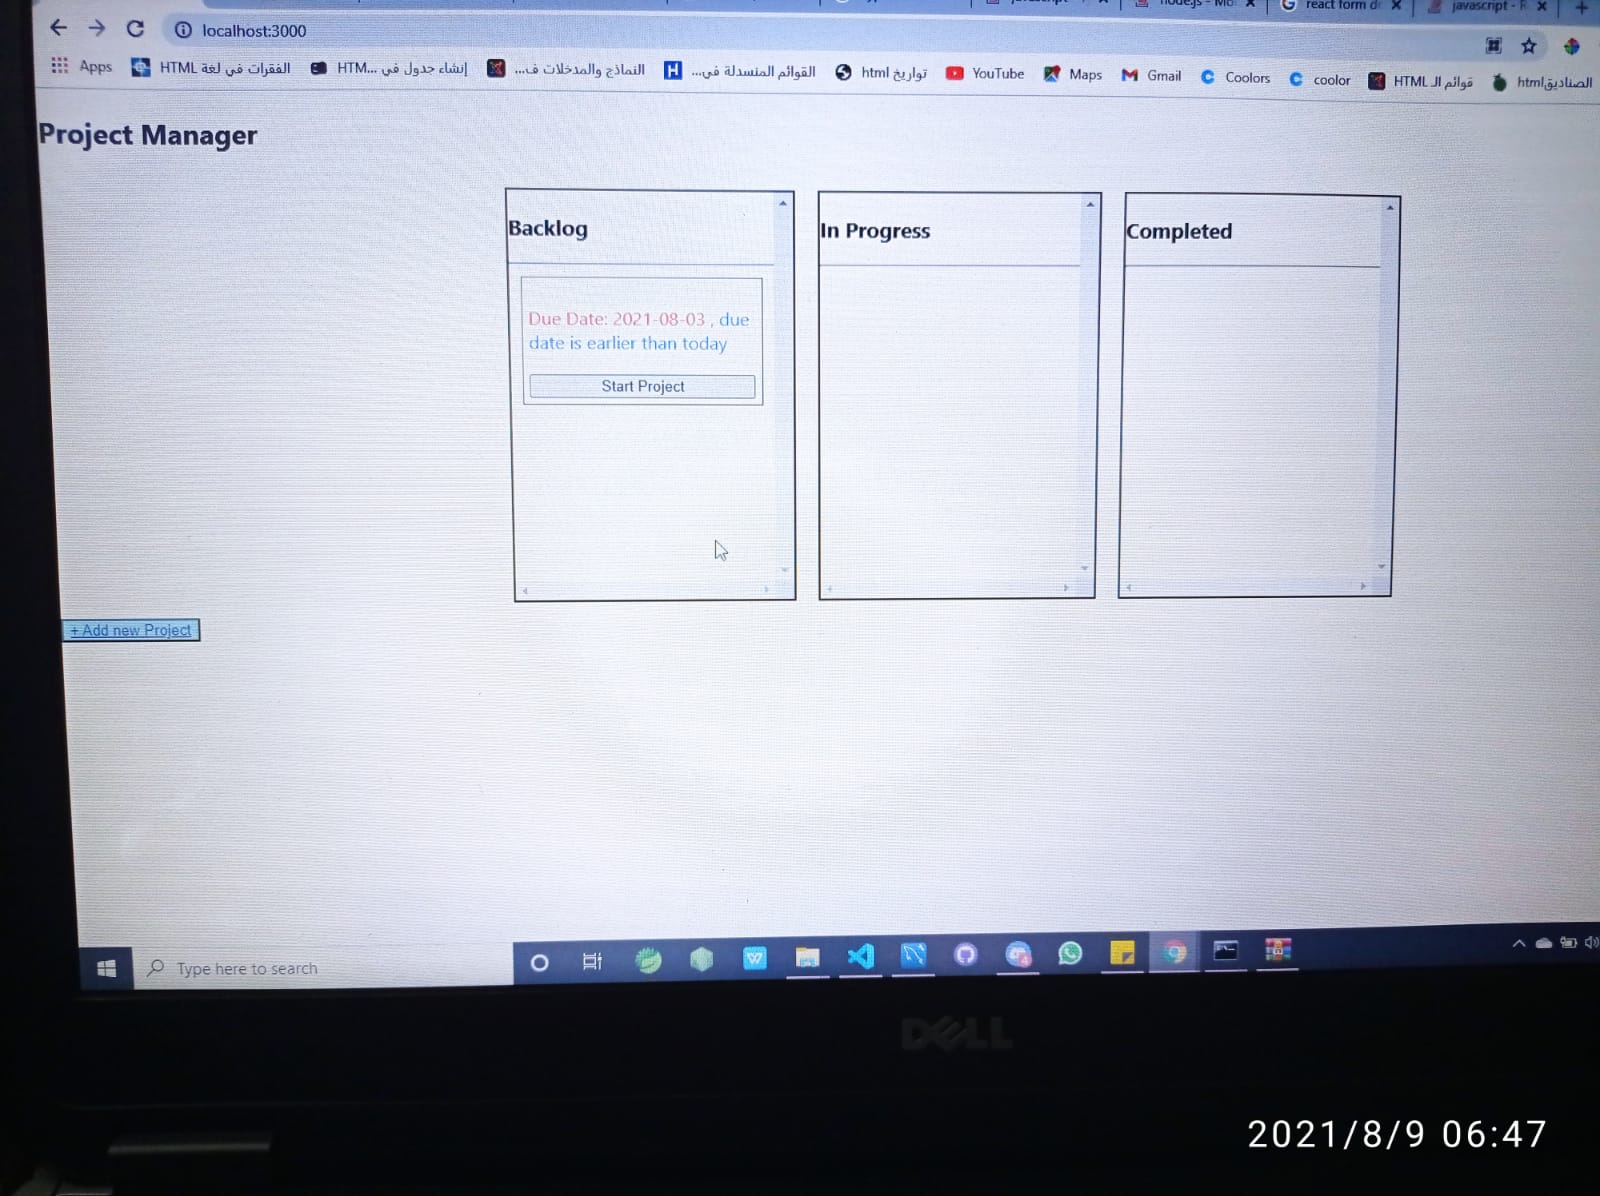 react form d
javascript - R
localhost:3000
Apps
الفقرات في لغة HTML
إنشاء جدول في HTM...
النماذج والمدخلات ف...
القوائم المنسدلة في...
تواريخ html
YouTube
Maps
Gmail
Coolors
coolor
قوائم الـ HTML
الصناديقhtml
Project Manager
Backlog
Due Date: 2021-08-03 , due
date is earlier than today
Start Project
In Progress
Completed
+ Add new Project
Type here to search
DELL
2021/8/9 06:47